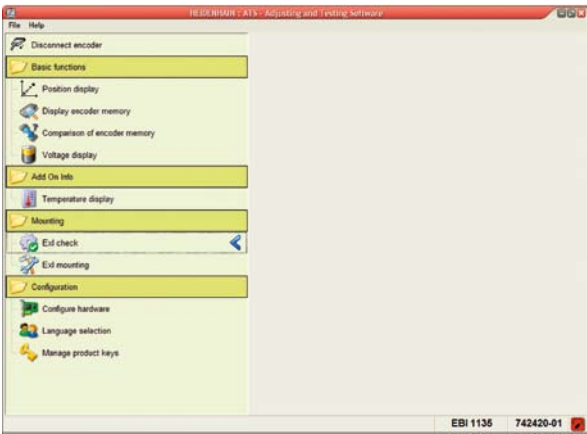 HEIDENHAIN : ATS - Adjusting and Testing Software
File Help
Disconnect encoder
Basic functions
Position display
Display encoder memory
Comparison of encoder memory
Voltage display
Add On Info
Temperature display
Mounting
ExI check
ExI mounting
Configuration
Configure hardware
Language selection
Manage product keys
EBI 1135 742420-01